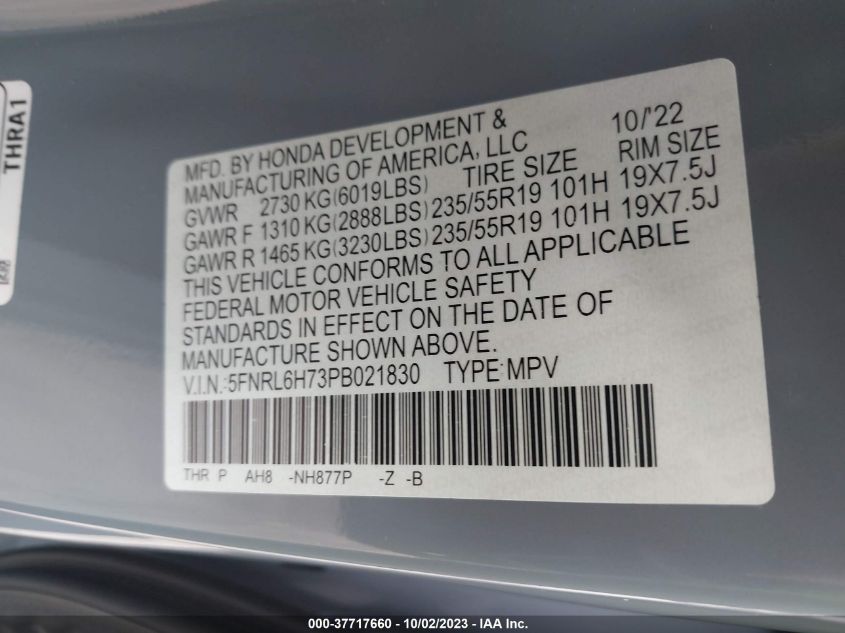 THRA1
MFD. BY HONDA DEVELOPMENT & 10/'22
MANUFACTURING OF AMERICA, LLC
TIRE SIZE RIM SIZE
GVWR 2730 KG(6019LBS)
GAWR F 1310 KG(2888LBS) 235/55R19 101H 19X7.5J
GAWR R 1465 KG(3230LBS) 235/55R19 101H 19X7.5J
THIS VEHICLE CONFORMS TO ALL APPLICABLE
FEDERAL MOTOR VEHICLE SAFETY
STANDARDS IN EFFECT ON THE DATE OF
MANUFACTURE SHOWN ABOVE.
V.I.N.:5FNRL6H73PB021830 TYPE:MPV
THR P AH8 -NH877P -Z -B
000-37717660 - 10/02/2023 - IAA Inc.